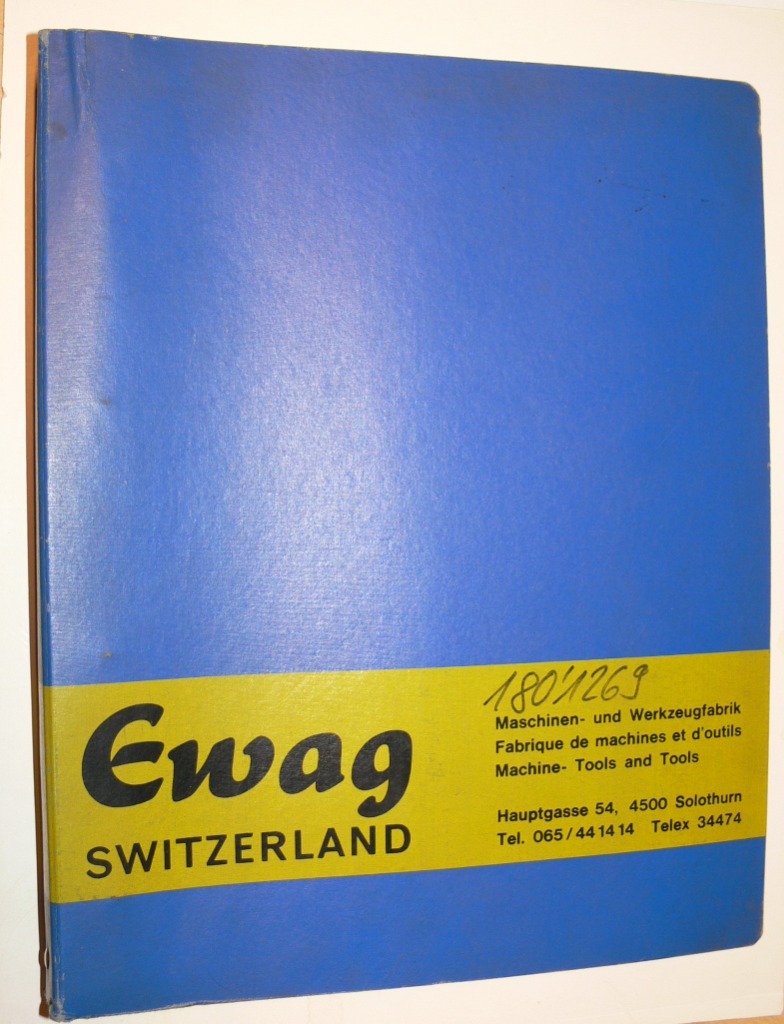 Ewag
SWITZERLAND
180'1269
Maschinen- und Werkzeugfabrik
Fabrique de machines et d'outils
Machine- Tools and Tools
Hauptgasse 54, 4500 Solothurn
Tel. 065/441414 Telex 34474